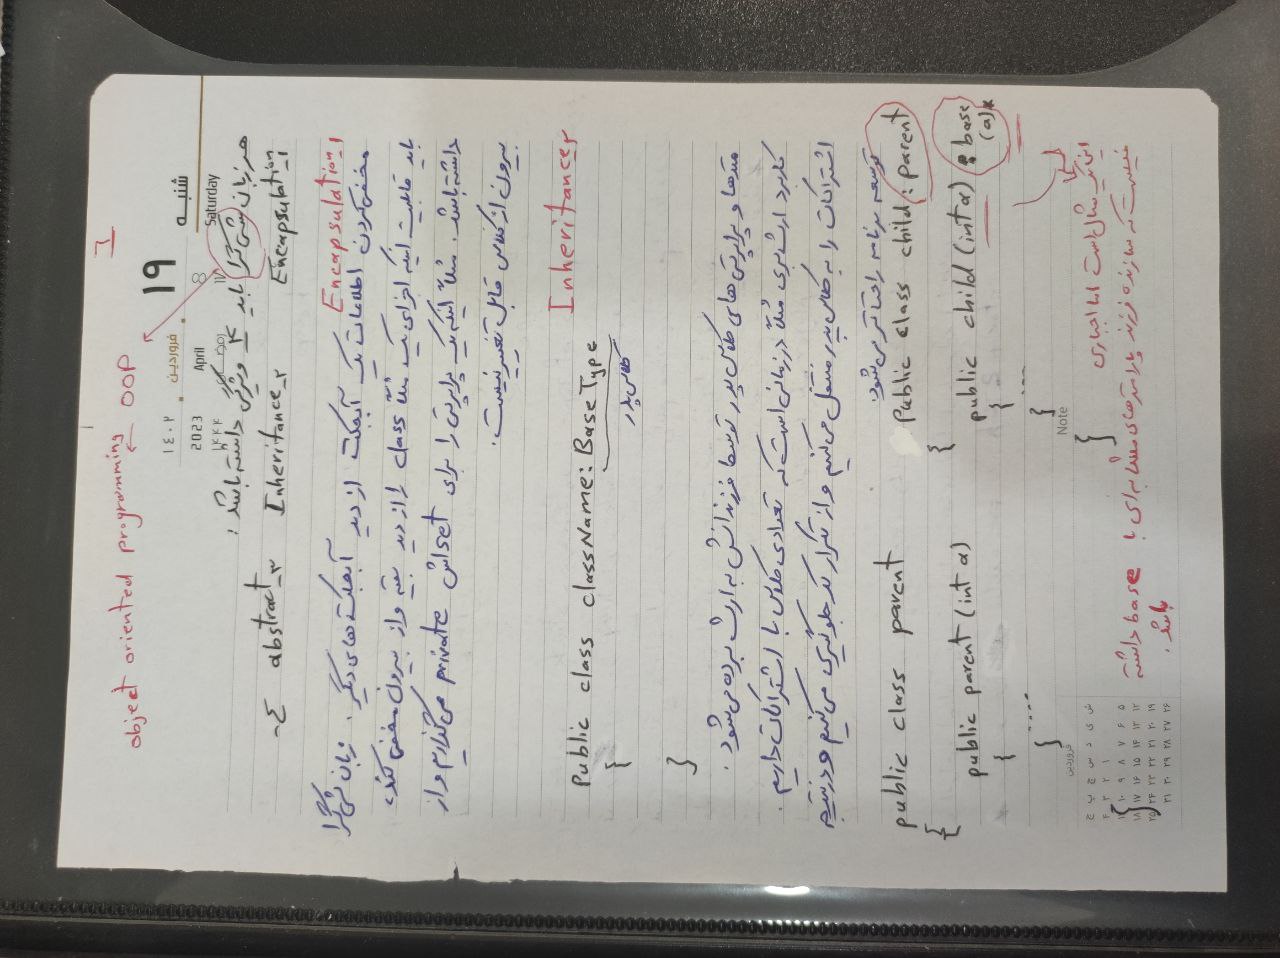 object oriented programming ← OOP
۱۹
شنبه
فروردین
۱۴۰۲
8
April
2023
Saturday
۱۷
رمضان
۱۴۴۴
هر زبان شی گرا باید ۴ ویژگی داشته باشد :
۱_ Encapsulation ۲_ Inheritance ۳_ abstract ۴_
۱_ Encapsulation
مخفی کردن اطلاعات یک آبجکت از دید آبجکت های دیگر . زبان شی گرا
باید قابلیت اینکه اجزای یک مثلاً class را از دید بقیه و از بیرون مخفی کند،
داشته باشد . مثلاً اینکه یک پراپرتی را برای setاش private می گذاریم و از
بیرون از کلاس قابل تغییر نیست .
Inheritance ۲
Public class className: BaseType
{
کلاس پدر
}
متدها و پراپرتی های کلاس پدر توسط فرزندانش به ارث برده می شود .
کاربرد ارث بری مثلاً در زمانی است که تعدادی کلاس با اشتراکات داریم .
اشتراکات را به کلاس پدر منتقل می کنیم و از تکرار کد جلوگیری می کنیم و در نتیجه
توسعه برنامه راحت تر می شود.
public class parent
{
public parent (int a)
{
....
}
}
Public class child : parent
{
public child (int a) : base
(a)*
{
...
}
}
Note
این یک مثال است اما اجباری
نیست که سازنده فرزند پارامترهای مشابه ای با base داشته
باشد .
فروردین
ش ی د س چ پ ج
۱ ۲ ۳ ۴
۵ ۶ ۷ ۸ ۹ ۱۰
۱۲ ۱۳ ۱۴ ۱۵ ۱۶ ۱۷ ۱۸
۱۹ ۲۰ ۲۱ ۲۲ ۲۳ ۲۴ ۲۵
۲۶ ۲۷ ۲۸ ۲۹ ۳۰ ۳۱